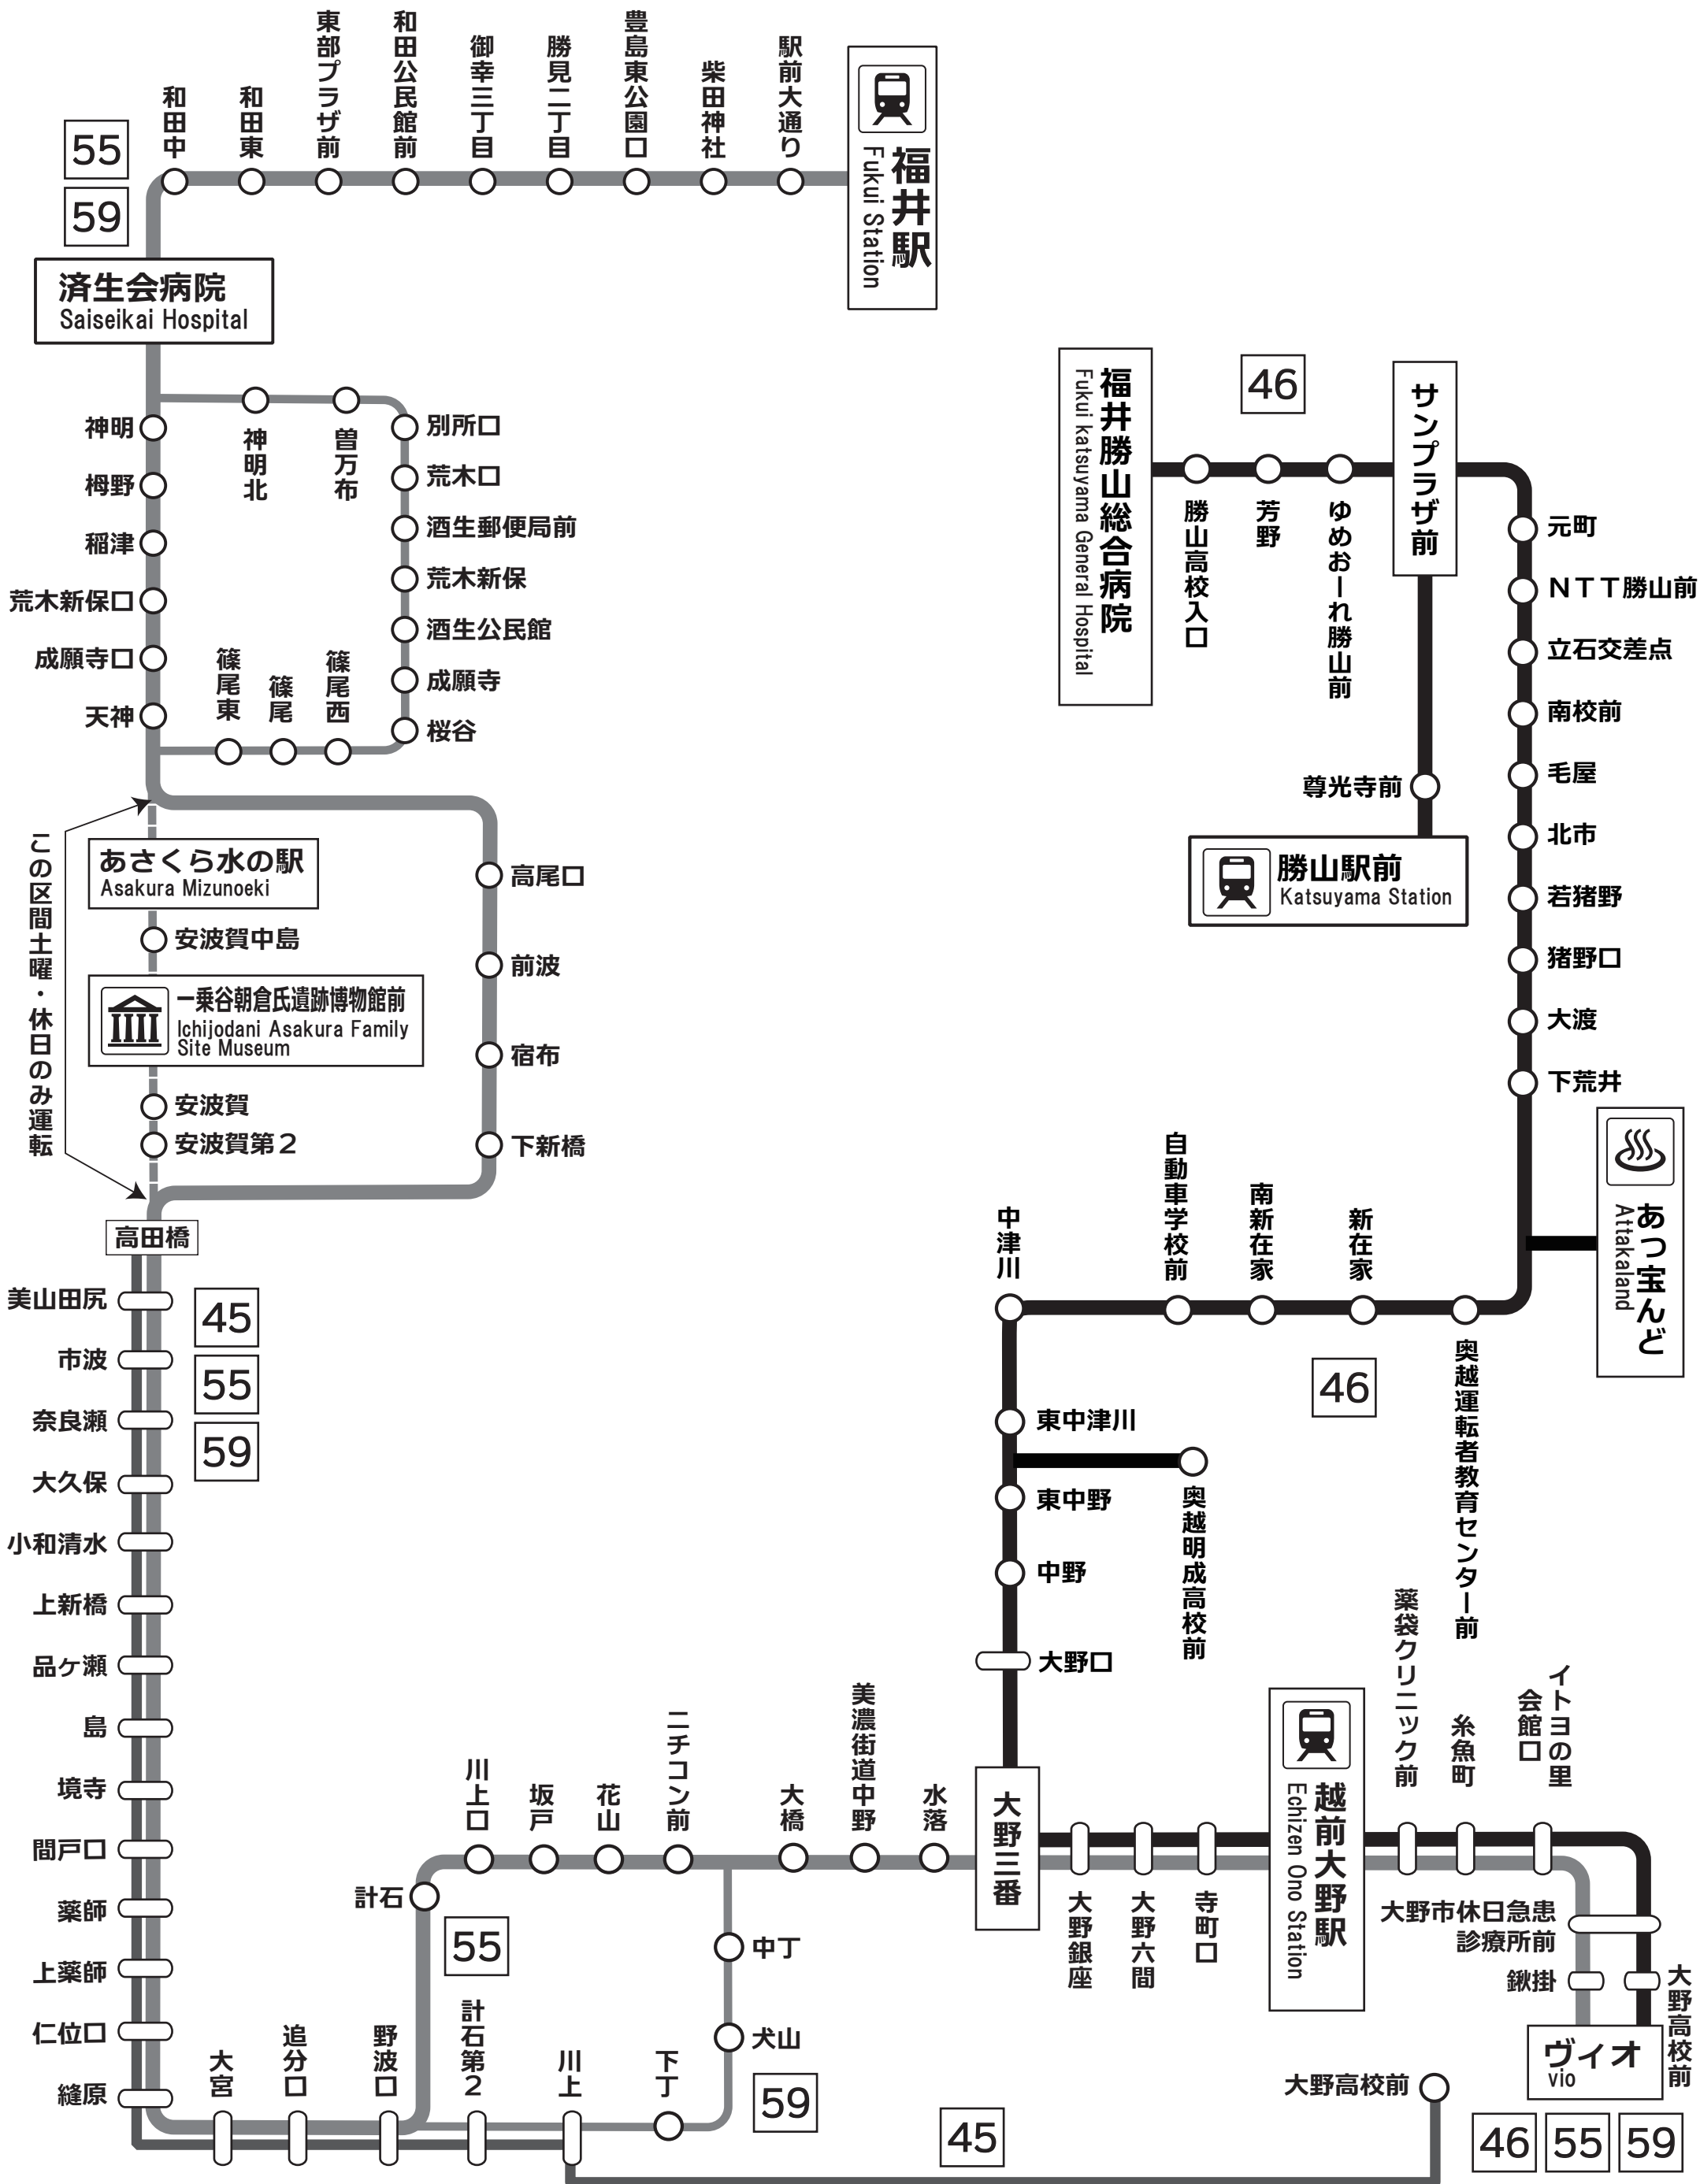 東部プラザ前
和田公民館前
御幸三丁目
勝見二丁目
豊島東公園口
柴田神社
駅前大通り
和田中
和田東
福井駅
Fukui Station
55
59
済生会病院
Saiseikai Hospital
神明
栂野
稲津
荒木新保口
成願寺口
天神
神明北
曽万布
別所口
荒木口
酒生郵便局前
荒木新保
酒生公民館
成願寺
桜谷
篠尾東
篠尾
篠尾西
この区間土曜・休日のみ運転
あさくら水の駅
Asakura Mizunoeki
安波賀中島
一乗谷朝倉氏遺跡博物館前
Ichijodani Asakura Family
Site Museum
安波賀
安波賀第2
高尾口
前波
宿布
下新橋
高田橋
美山田尻
市波
奈良瀬
大久保
小和清水
上新橋
品ヶ瀬
島
境寺
間戸口
薬師
上薬師
仁位口
縫原
45
55
59
大宮
追分口
野波口
計石第2
川上
下丁
計石
55
川上口
坂戸
花山
ニチコン前
大橋
美濃街道中野
水落
中丁
犬山
59
45
大野高校前
福井勝山総合病院
Fukui katsuyama General Hospital
46
勝山高校入口
芳野
ゆめおーれ勝山前
サンプラザ前
尊光寺前
勝山駅前
Katsuyama Station
元町
NTT勝山前
立石交差点
南校前
毛屋
北市
若猪野
猪野口
大渡
下荒井
あっ宝んど
Attakaland
中津川
自動車学校前
南新在家
新在家
奥越運転者教育センター前
46
東中津川
東中野
中野
奥越明成高校前
大野口
大野三番
大野銀座
大野六間
寺町口
越前大野駅
Echizen Ono Station
薬袋クリニック前
糸魚町
イトヨの里
会館口
大野市休日急患
診療所前
鍬掛
大野高校前
ヴィオ
vio
46
55
59